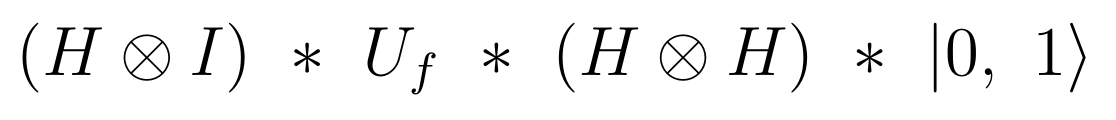 (H ⊗ I) * U_f * (H ⊗ H) * |0, 1⟩